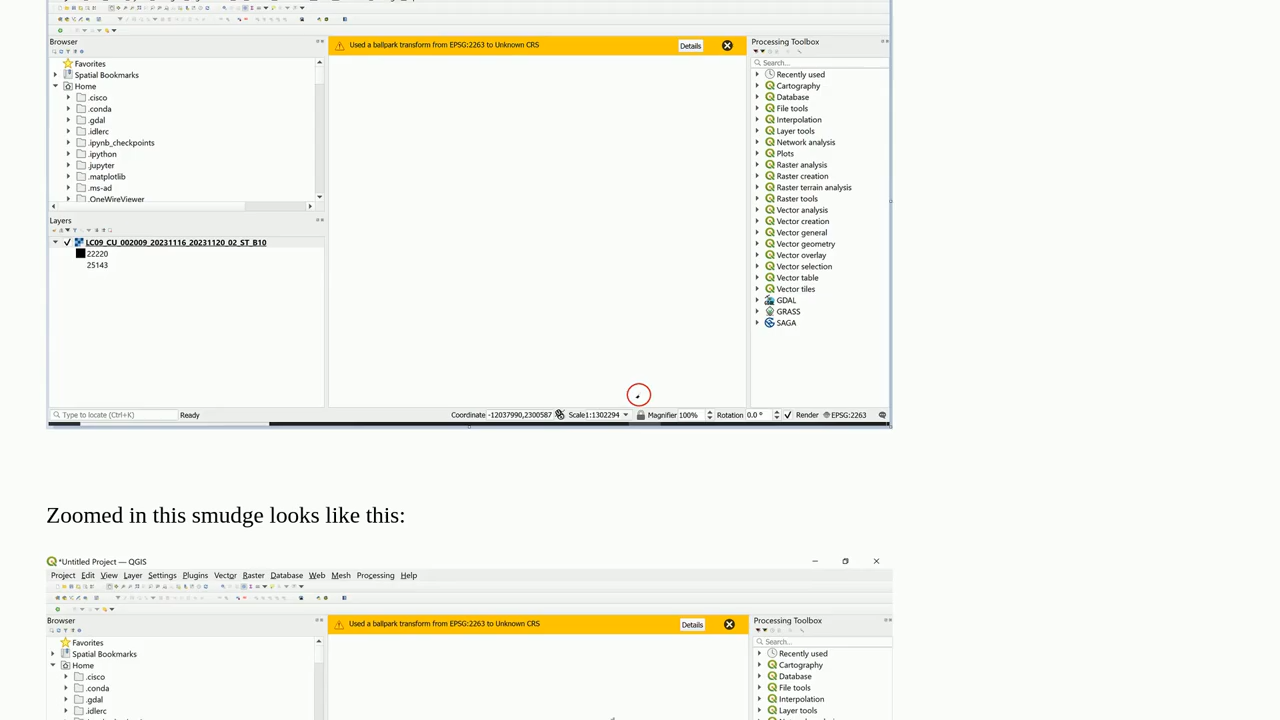 Browser
Used a ballpark transform from EPSG:2263 to Unknown CRS
Details
Processing Toolbox
Favorites
Spatial Bookmarks
Home
.cisco
.conda
.gdal
.idlerc
.ipynb_checkpoints
.ipython
.jupyter
.matplotlib
.ms-ad
.OneWireViewer
Search...
Recently used
Cartography
Database
File tools
Interpolation
Layer tools
Network analysis
Plots
Raster analysis
Raster creation
Raster terrain analysis
Raster tools
Vector analysis
Vector creation
Vector general
Vector geometry
Vector overlay
Vector selection
Vector table
Vector tiles
GDAL
GRASS
SAGA
Layers
LC09_CU_002009_20231116_20231120_02_ST_B10
22220
25143
Type to locate (Ctrl+K)
Ready
Coordinate -12037990,2300587
Scale 1:1302294
Magnifier 100%
Rotation 0.0 °
Render
EPSG:2263
Zoomed in this smudge looks like this:
*Untitled Project — QGIS
Project Edit View Layer Settings Plugins Vector Raster Database Web Mesh Processing Help
Browser
Used a ballpark transform from EPSG:2263 to Unknown CRS
Details
Processing Toolbox
Favorites
Spatial Bookmarks
Home
.cisco
.conda
.gdal
.idlerc
Search...
Recently used
Cartography
Database
File tools
Interpolation
Layer tools